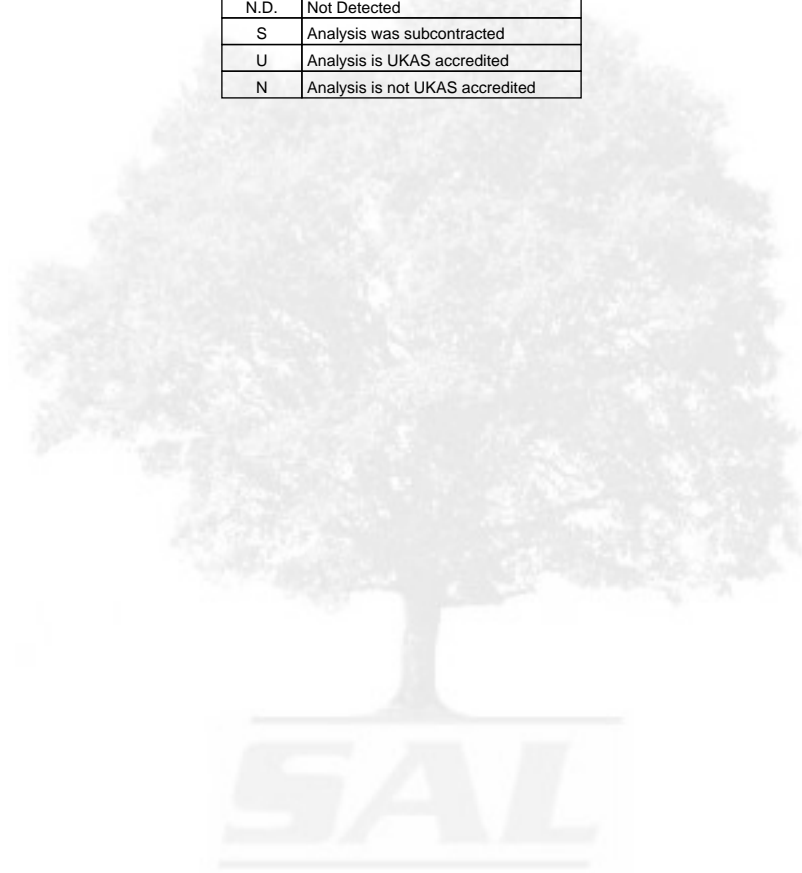 N.D. Not Detected
S Analysis was subcontracted
U Analysis is UKAS accredited
N Analysis is not UKAS accredited
SAL